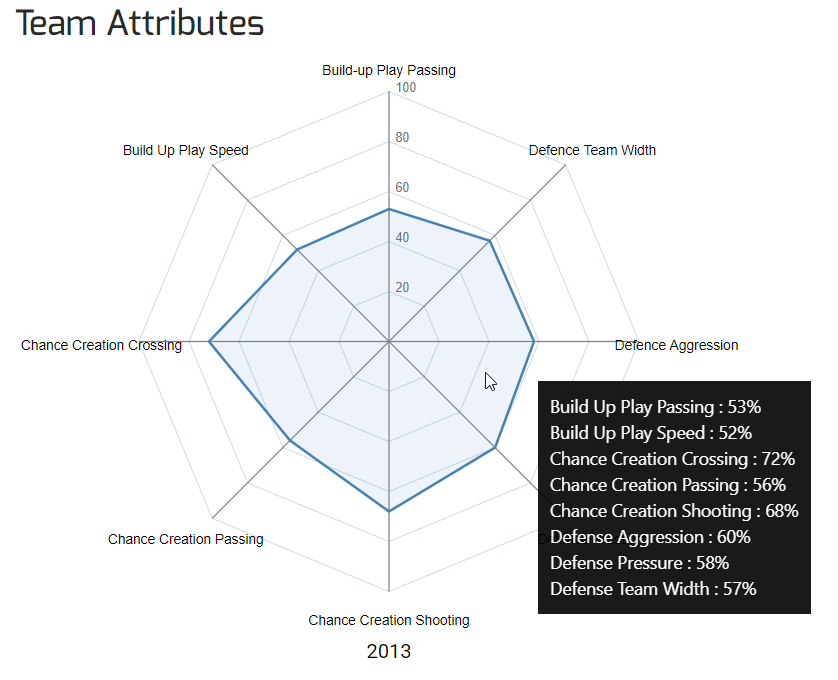 Team Attributes
Build-up Play Passing
100
Build Up Play Speed
80
Defence Team Width
60
40
20
Chance Creation Crossing
Defence Aggression
Build Up Play Passing : 53%
Build Up Play Speed : 52%
Chance Creation Crossing : 72%
Chance Creation Passing : 56%
Chance Creation Shooting : 68%
Defense Aggression : 60%
Defense Pressure : 58%
Defense Team Width : 57%
Chance Creation Passing
Chance Creation Shooting
2013